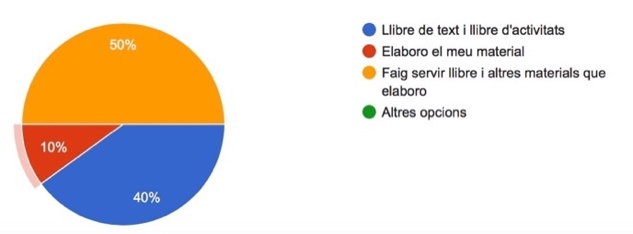 50%
10%
40%
Llibre de text i llibre d'activitats
Elaboro el meu material
Faig servir llibre i altres materials que
elaboro
Altres opcions